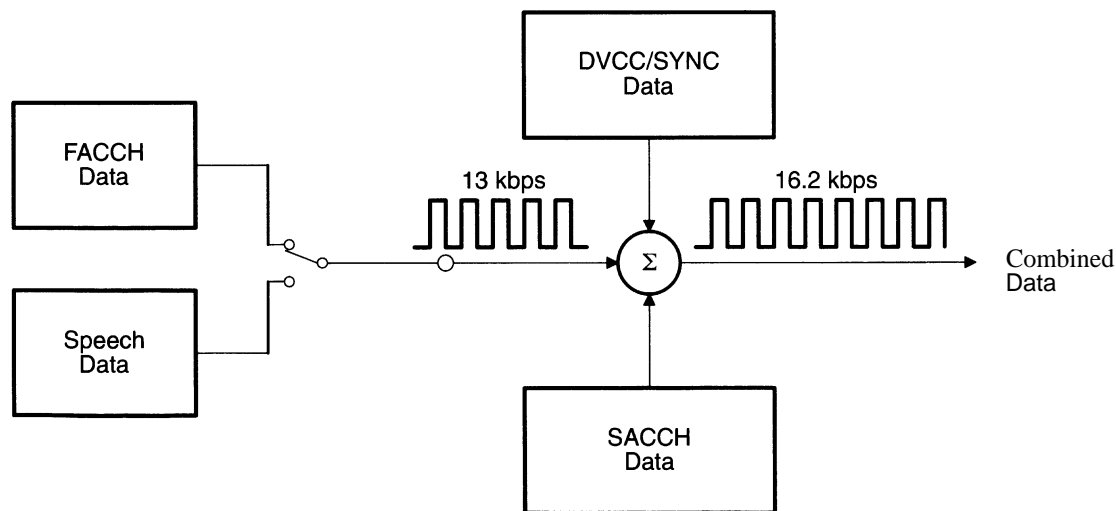 DVCC/SYNC
Data
FACCH
Data
13 kbps
16.2 kbps
Σ
Combined
Data
Speech
Data
SACCH
Data